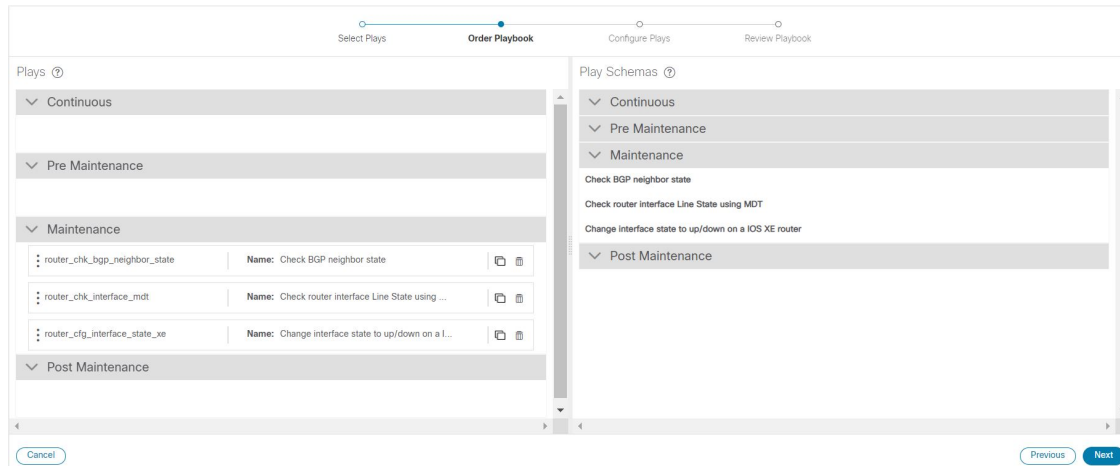 Select Plays
Order Playbook
Configure Plays
Review Playbook
Plays ?
Continuous
Pre Maintenance
Maintenance
router_chk_bgp_neighbor_state Name: Check BGP neighbor state
router_chk_interface_mdt Name: Check router interface Line State using ...
router_cfg_interface_state_xe Name: Change interface state to up/down on a I...
Post Maintenance
Play Schemas ?
Continuous
Pre Maintenance
Maintenance
Check BGP neighbor state
Check router interface Line State using MDT
Change interface state to up/down on a IOS XE router
Post Maintenance
Cancel
Previous
Next